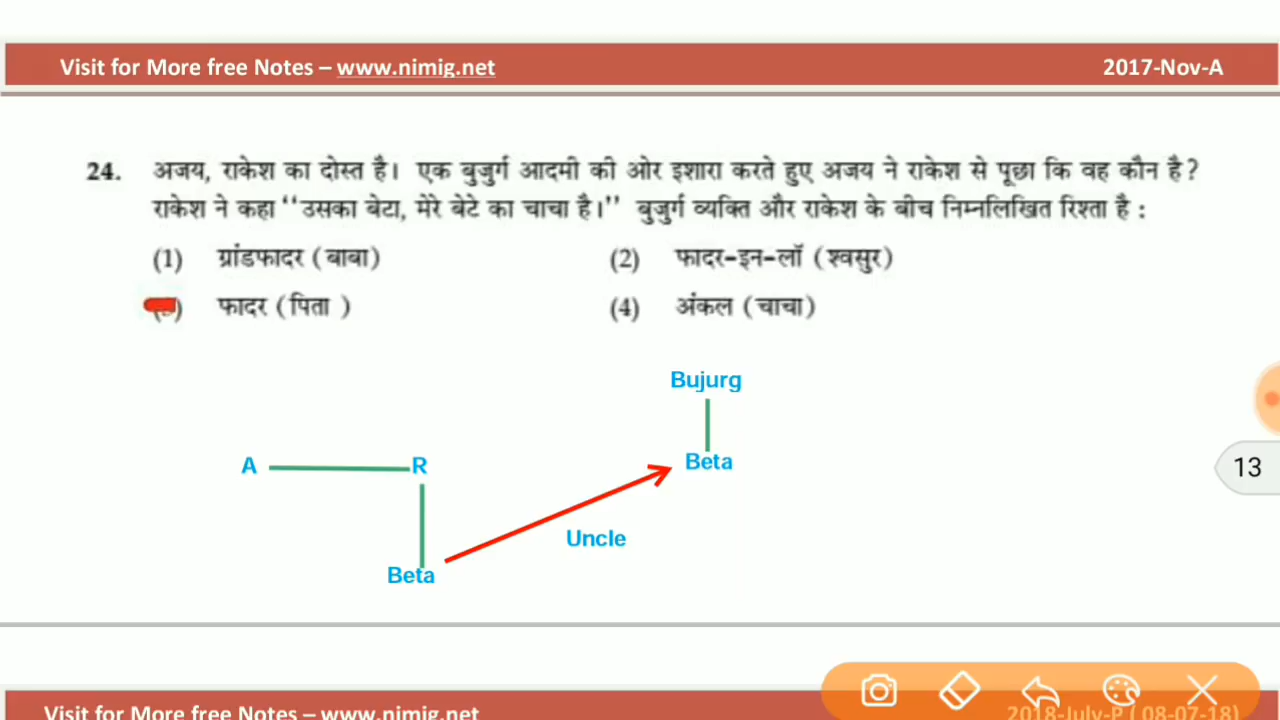 Visit for More free Notes – www.nimig.net 2017-Nov-A
24. अजय, राकेश का दोस्त है। एक बुजुर्ग आदमी की ओर इशारा करते हुए अजय ने राकेश से पूछा कि वह कौन है?
राकेश ने कहा “उसका बेटा, मेरे बेटे का चाचा है।” बुजुर्ग व्यक्ति और राकेश के बीच निम्नलिखित रिश्ता है :
(1) ग्रांडफादर (बाबा) (2) फादर-इन-लॉ (श्वसुर)
फादर (पिता ) (4) अंकल (चाचा)
Bujurg
A R Beta
13
Uncle
Beta
Visit for More free Notes – www.nimig.net 2018-July-P ( 08-07-18)